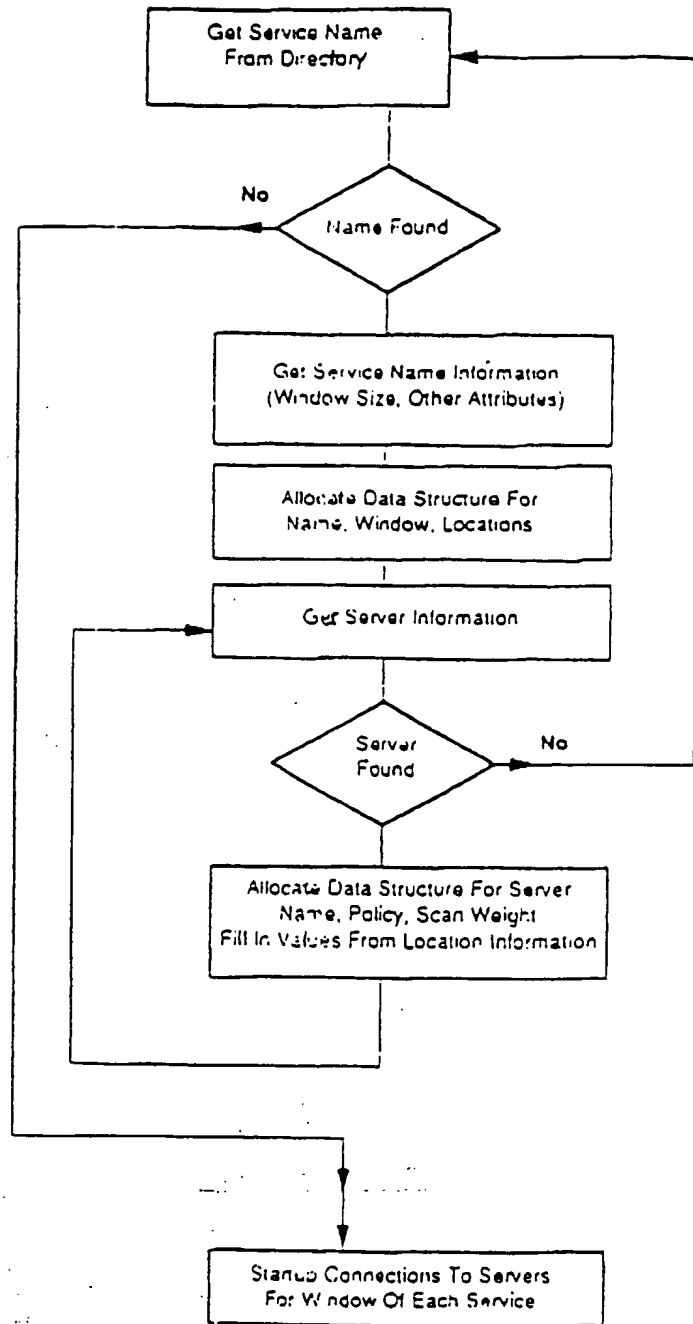 Get Service Name
From Directory
No
Name Found
Get Service Name Information
(Window Size, Other Attributes)
Allocate Data Structure For
Name, Window, Locations
Get Server Information
Server
Found
No
Allocate Data Structure For Server
Name, Policy, Scan Weight
Fill In Values From Location Information
Startup Connections To Servers
For Window Of Each Service